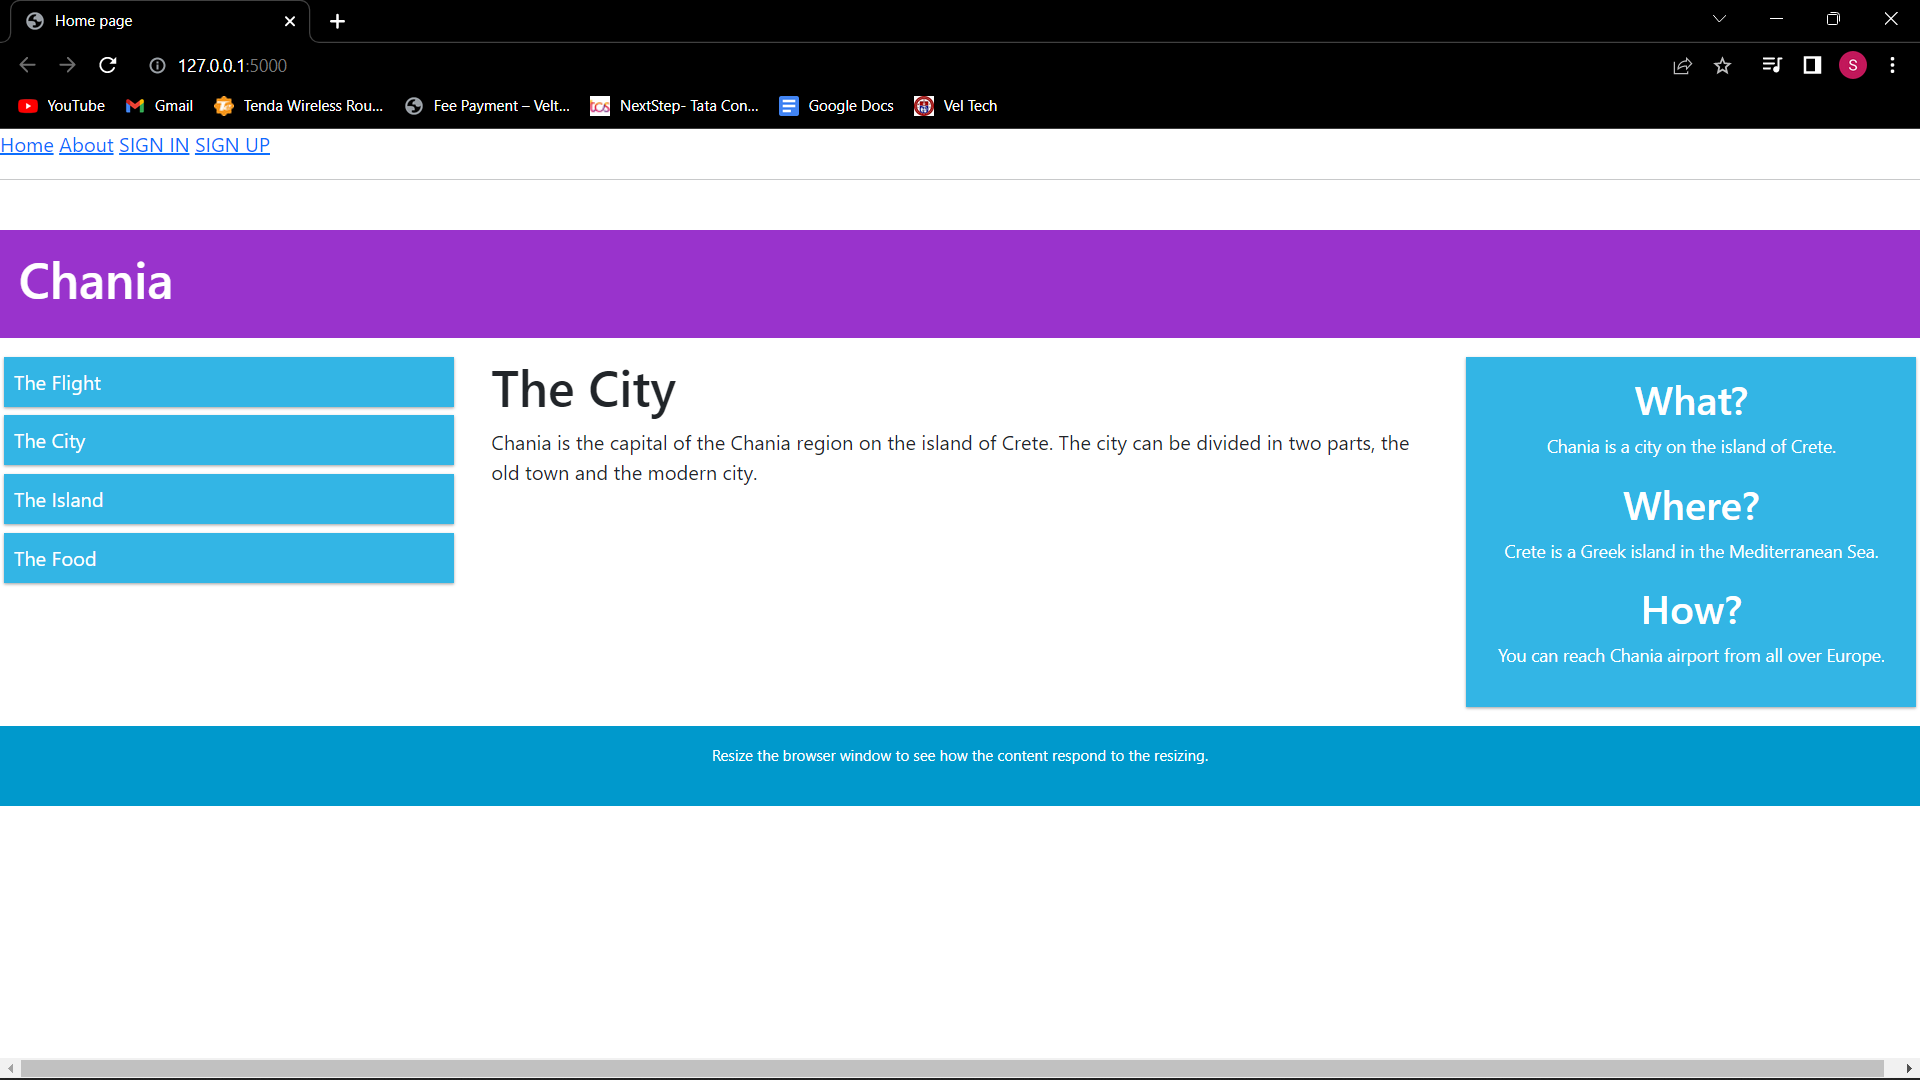 Home page
127.0.0.1:5000
S
YouTube Gmail Tenda Wireless Rou... Fee Payment – Velt... tcs NextStep- Tata Con... Google Docs Vel Tech
Home About SIGN IN SIGN UP
Chania
The Flight
The City
The Island
The Food
The City
Chania is the capital of the Chania region on the island of Crete. The city can be divided in two parts, the
old town and the modern city.
What?
Chania is a city on the island of Crete.
Where?
Crete is a Greek island in the Mediterranean Sea.
How?
You can reach Chania airport from all over Europe.
Resize the browser window to see how the content respond to the resizing.